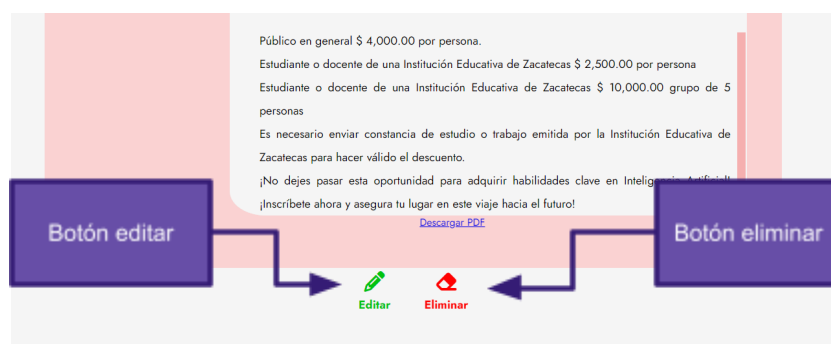 Público en general $ 4,000.00 por persona.
Estudiante o docente de una Institución Educativa de Zacatecas $ 2,500.00 por persona
Estudiante o docente de una Institución Educativa de Zacatecas $ 10,000.00 grupo de 5
personas
Es necesario enviar constancia de estudio o trabajo emitida por la Institución Educativa de
Zacatecas para hacer válido el descuento.
¡No dejes pasar esta oportunidad para adquirir habilidades clave en Inteligencia Artificial!
¡Inscríbete ahora y asegura tu lugar en este viaje hacia el futuro!
Descargar PDF
Botón editar
Botón eliminar
Editar
Eliminar